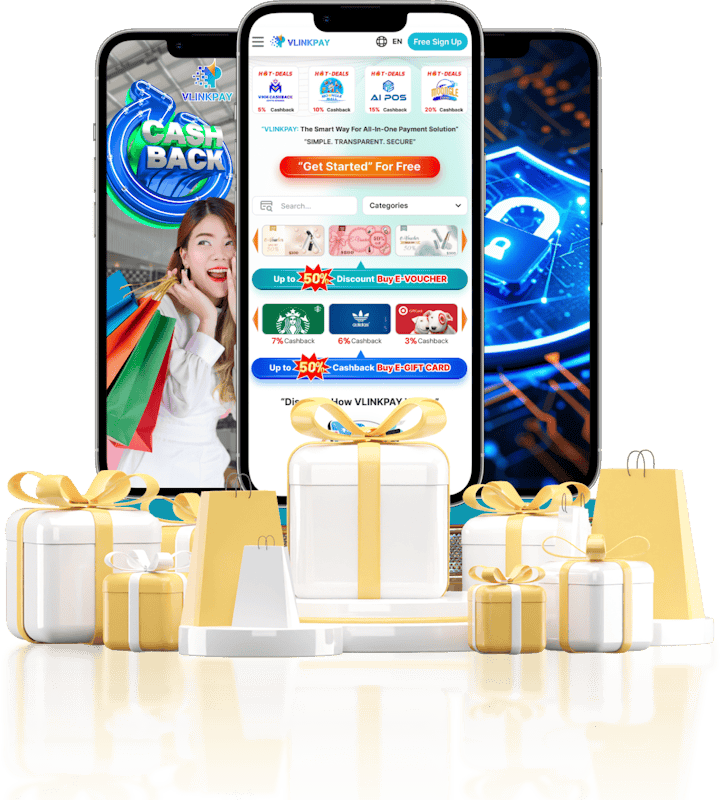 VLINKPAY
CASH
BACK
VLINKPAY
EN
Free Sign Up
HOT-DEALS
HOT-DEALS
HOT-DEALS
HOT-DEALS
AI POS
5% Cashback
10% Cashback
15% Cashback
20% Cashback
"VLINKPAY: The Smart Way For All-In-One Payment Solution"
"SIMPLE. TRANSPARENT. SECURE"
"Get Started" For Free
Search...
Categories
Up to 50% Discount Buy E-VOUCHER
adidas
7% Cashback
6% Cashback
3% Cashback
Up to 50% Cashback Buy E-GIFT CARD
How VLINKPAY